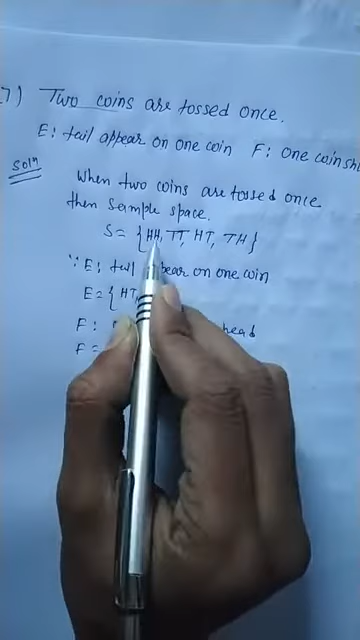 7) Two coins are tossed once.
E: tail appear on one coin F: One coin sh
Soln
When two coins are tossed once
then Sample space.
S = {HH, TT, HT, TH}
∵ E: tail appear on one coin
E = {HT,
F: head
F =